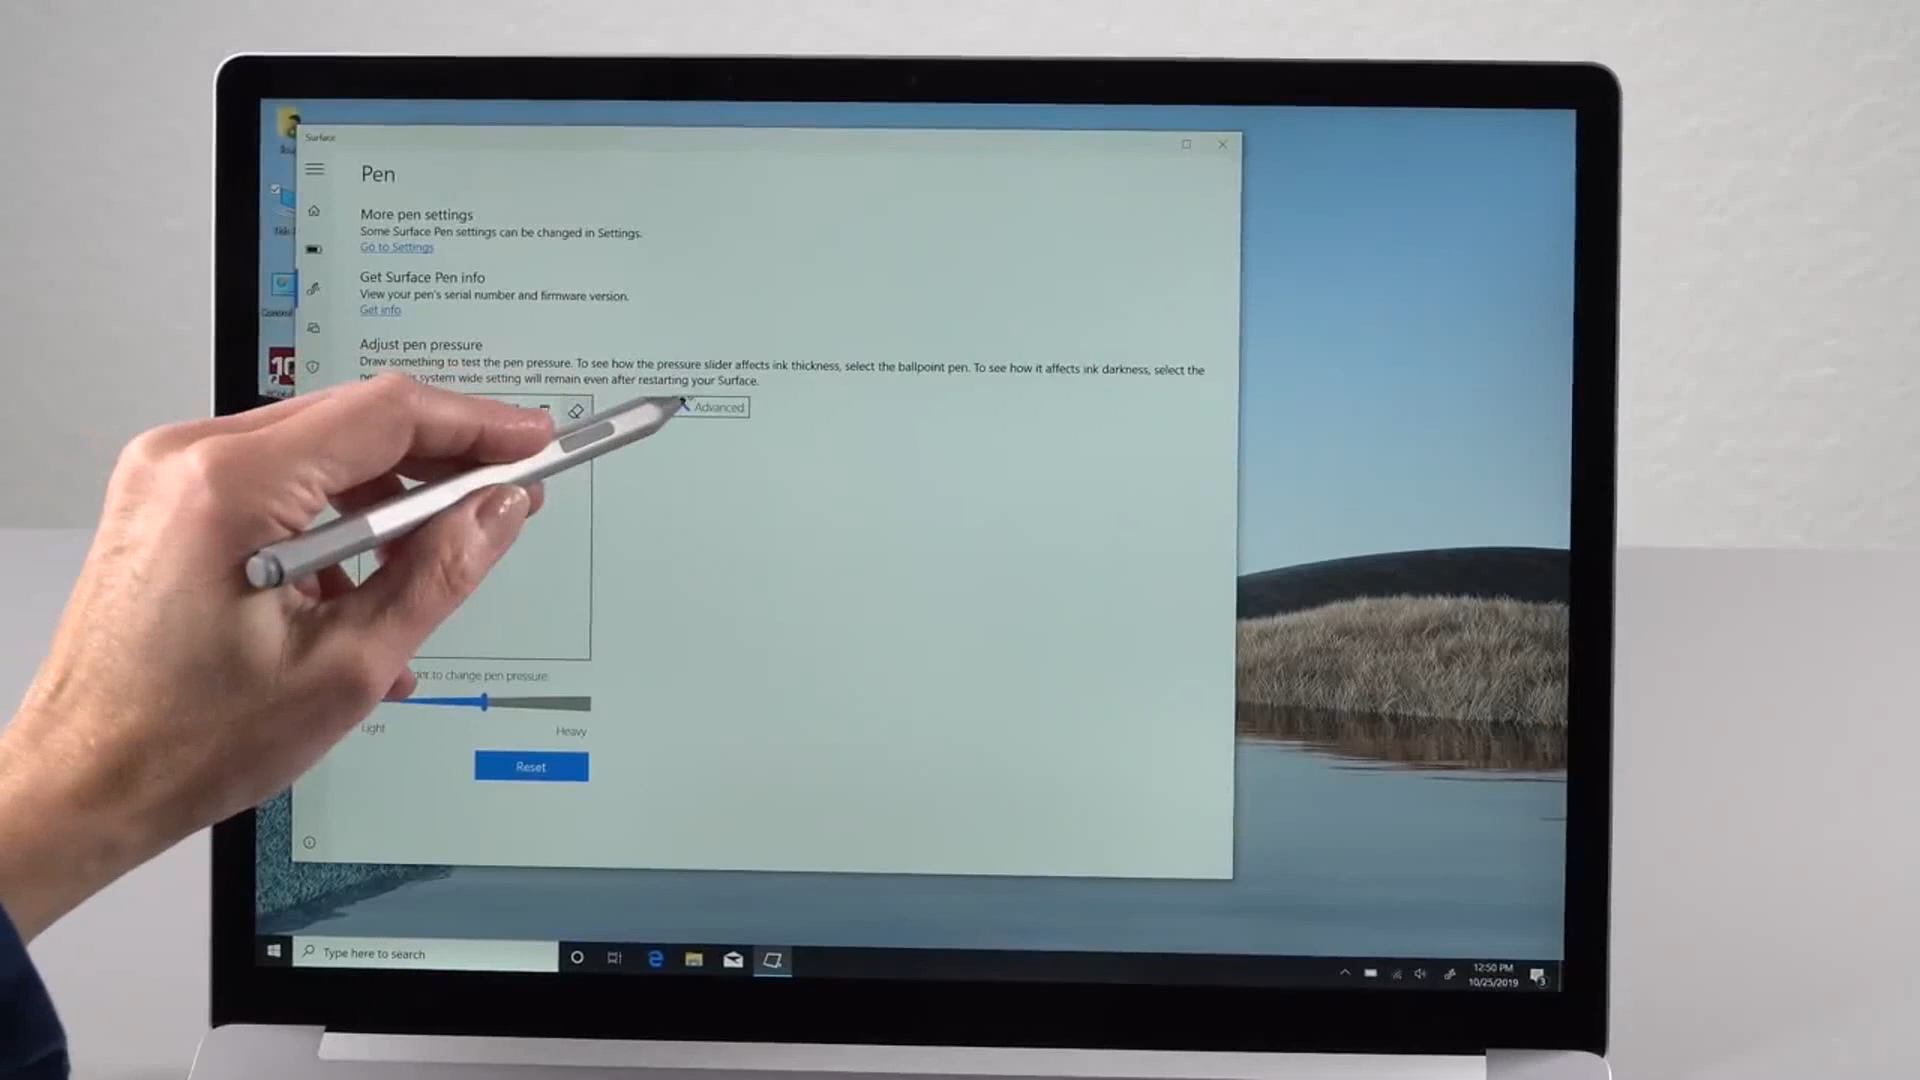 Surface
Pen
More pen settings
Some Surface Pen settings can be changed in Settings.
Go to Settings
Get Surface Pen info
View your pen's serial number and firmware version.
Get info
Adjust pen pressure
Draw something to test the pen pressure. To see how the pressure slider affects ink thickness, select the ballpoint pen. To see how it affects ink darkness, select the
system wide setting will remain even after restarting your Surface.
Advanced
to change pen pressure.
Light Heavy
Reset
Type here to search
12:50 PM
10/25/2019
3